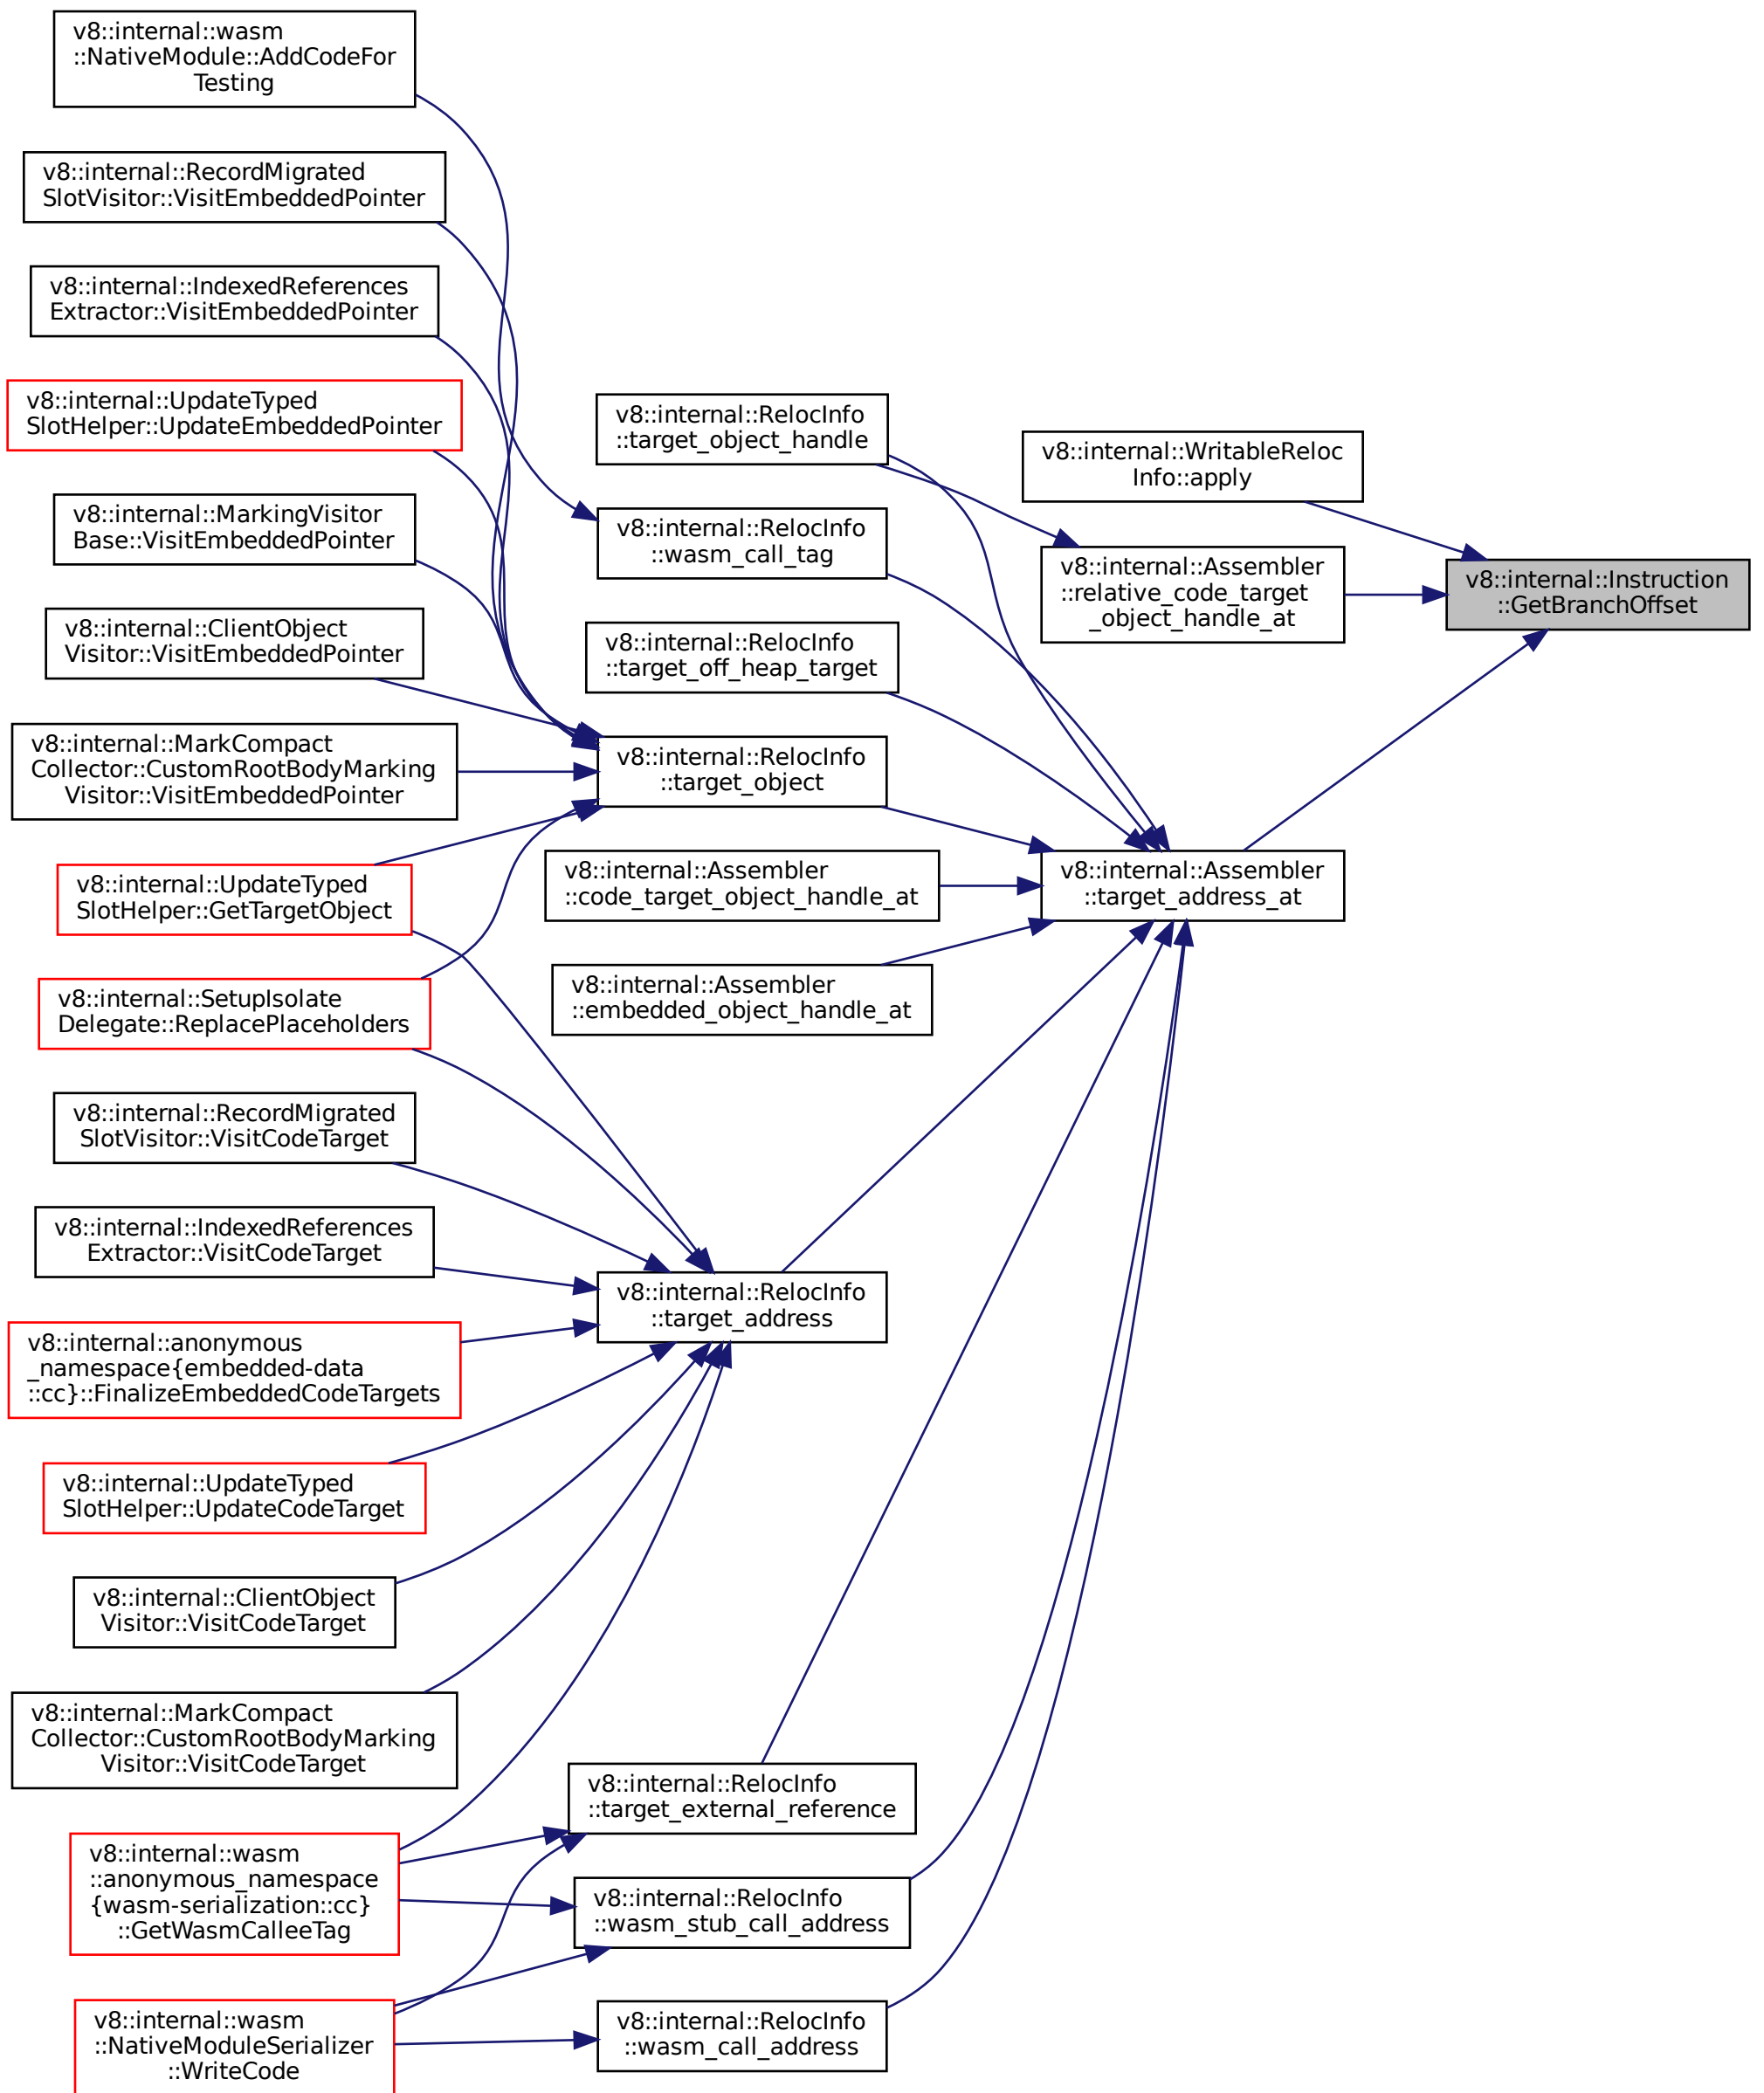 v8::internal::wasm
::NativeModule::AddCodeFor
Testing
v8::internal::RecordMigrated
SlotVisitor::VisitEmbeddedPointer
v8::internal::IndexedReferences
Extractor::VisitEmbeddedPointer
v8::internal::UpdateTyped
SlotHelper::UpdateEmbeddedPointer
v8::internal::MarkingVisitor
Base::VisitEmbeddedPointer
v8::internal::ClientObject
Visitor::VisitEmbeddedPointer
v8::internal::MarkCompact
Collector::CustomRootBodyMarking
Visitor::VisitEmbeddedPointer
v8::internal::UpdateTyped
SlotHelper::GetTargetObject
v8::internal::SetupIsolate
Delegate::ReplacePlaceholders
v8::internal::RecordMigrated
SlotVisitor::VisitCodeTarget
v8::internal::IndexedReferences
Extractor::VisitCodeTarget
v8::internal::anonymous
_namespace{embedded-data
::cc}::FinalizeEmbeddedCodeTargets
v8::internal::UpdateTyped
SlotHelper::UpdateCodeTarget
v8::internal::ClientObject
Visitor::VisitCodeTarget
v8::internal::MarkCompact
Collector::CustomRootBodyMarking
Visitor::VisitCodeTarget
v8::internal::wasm
::anonymous_namespace
{wasm-serialization::cc}
::GetWasmCalleeTag
v8::internal::wasm
::NativeModuleSerializer
::WriteCode
v8::internal::RelocInfo
::target_object_handle
v8::internal::RelocInfo
::wasm_call_tag
v8::internal::RelocInfo
::target_off_heap_target
v8::internal::RelocInfo
::target_object
v8::internal::Assembler
::code_target_object_handle_at
v8::internal::Assembler
::embedded_object_handle_at
v8::internal::RelocInfo
::target_address
v8::internal::RelocInfo
::target_external_reference
v8::internal::RelocInfo
::wasm_stub_call_address
v8::internal::RelocInfo
::wasm_call_address
v8::internal::WritableReloc
Info::apply
v8::internal::Assembler
::relative_code_target
_object_handle_at
v8::internal::Assembler
::target_address_at
v8::internal::Instruction
::GetBranchOffset